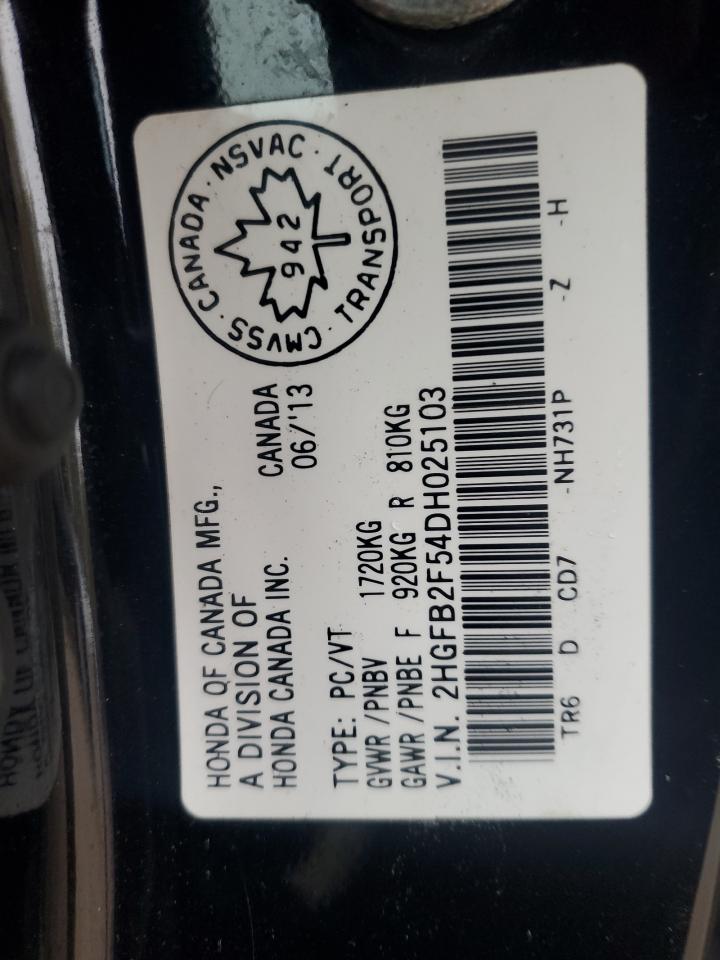 HONDA OF CANADA MFG.,
A DIVISION OF
HONDA CANADA INC.
CANADA
06/'13
CMVSS · CANADA · NSVAC · TRANSPORT ·
942
TYPE: PC/VT
GVWR /PNBV 1720KG
GAWR /PNBE F 920KG R 810KG
V.I.N. 2HGFB2F54DH025103
TR6 D CD7 -NH731P -Z -H